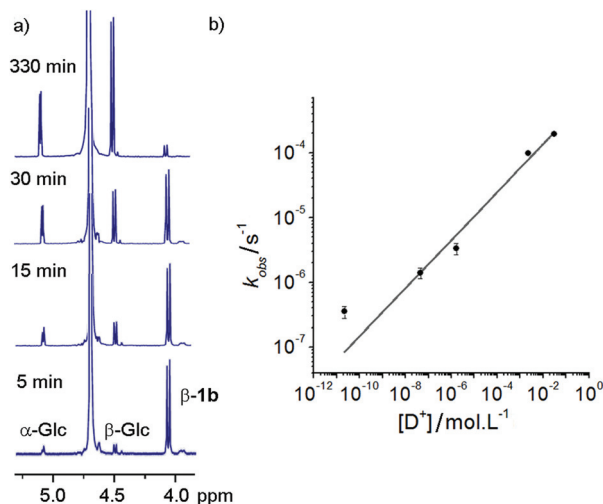 a)
330 min
30 min
15 min
5 min
α-Glc
β-Glc
β-1b
5.0 4.5 4.0 ppm
b)
k_obs/s⁻¹
10⁻⁴
10⁻⁵
10⁻⁶
10⁻⁷
10⁻¹² 10⁻¹⁰ 10⁻⁸ 10⁻⁶ 10⁻⁴ 10⁻² 10⁰
[D⁺]/mol.L⁻¹